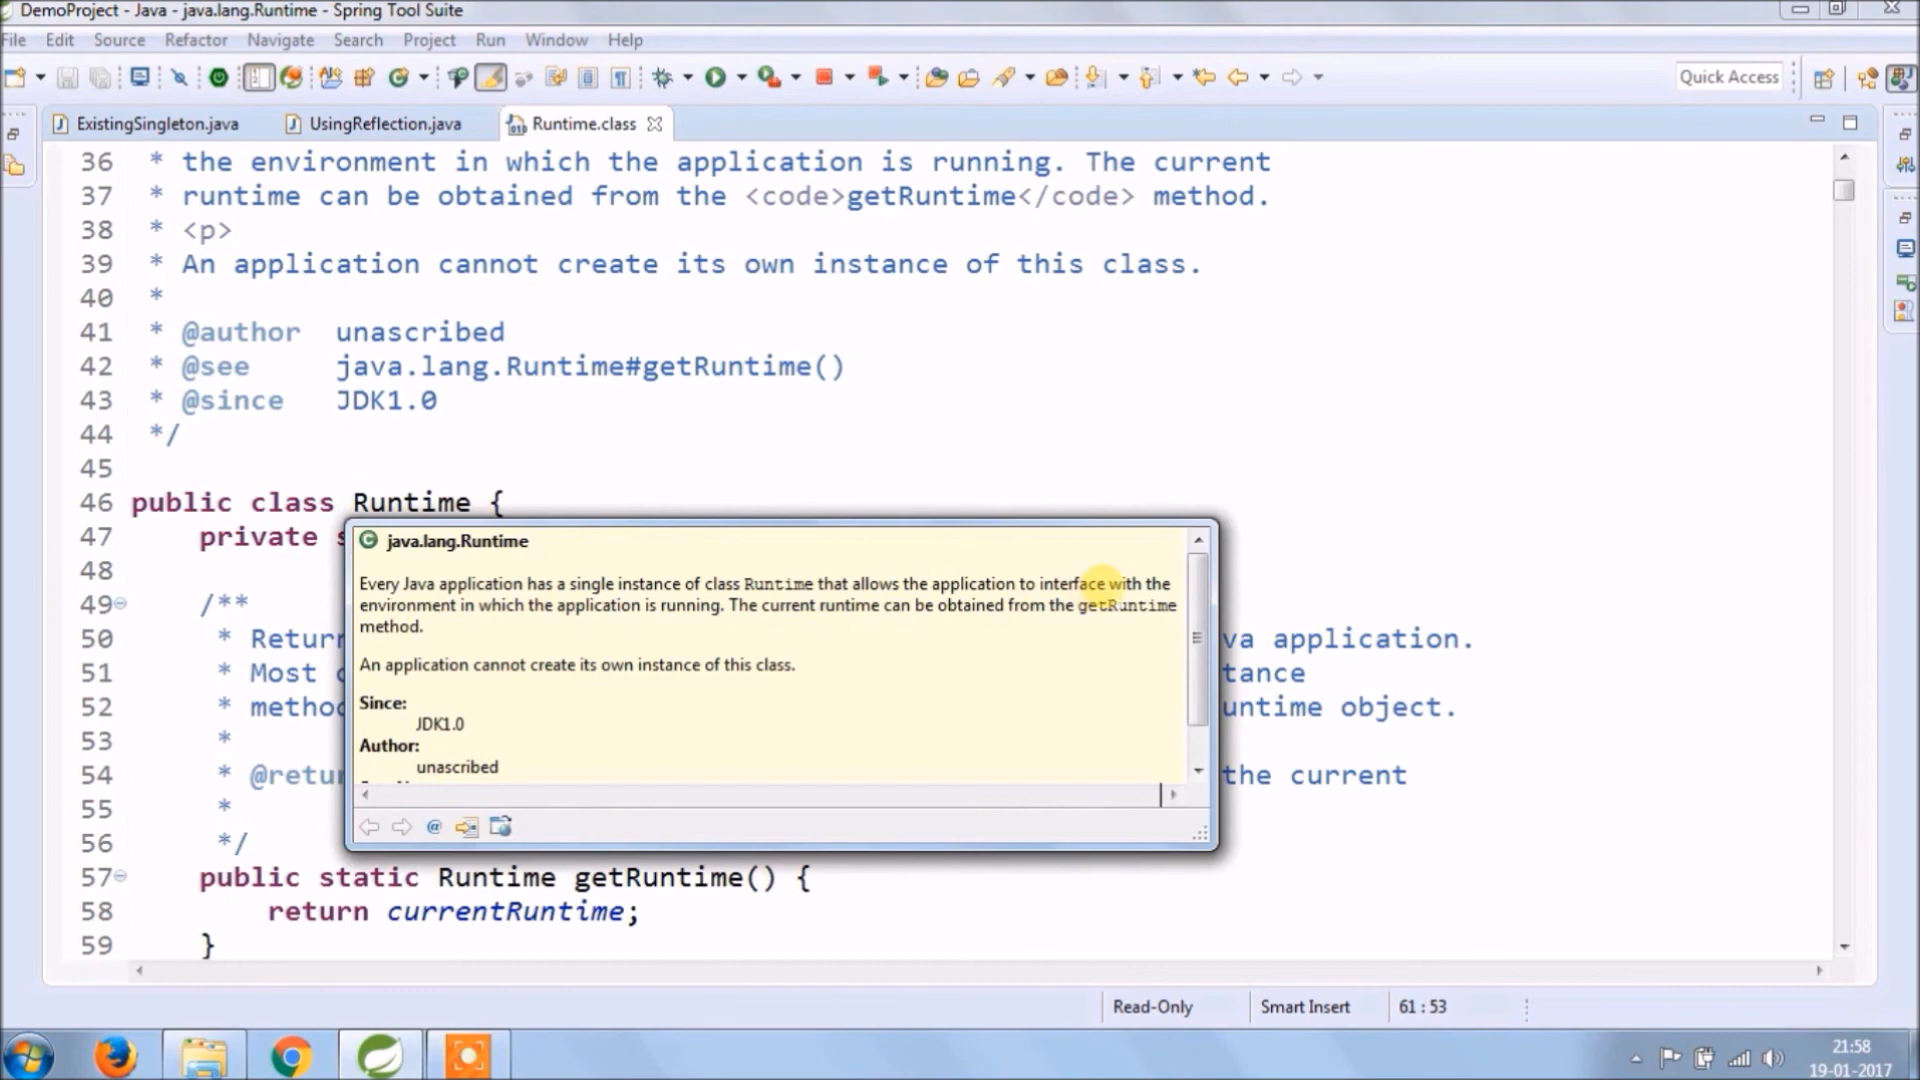 DemoProject - Java - java.lang.Runtime - Spring Tool Suite
File Edit Source Refactor Navigate Search Project Run Window Help
Quick Access
ExistingSingleton.java UsingReflection.java Runtime.class
36 * the environment in which the application is running. The current
37 * runtime can be obtained from the <code>getRuntime</code> method.
38 * <p>
39 * An application cannot create its own instance of this class.
40 *
41 * @author unascribed
42 * @see java.lang.Runtime#getRuntime()
43 * @since JDK1.0
44 */
45
46 public class Runtime {
47 private s
48
49 /**
50 * Return va application.
51 * Most tance
52 * method untime object.
53 *
54 * @retur the current
55 *
56 */
57 public static Runtime getRuntime() {
58 return currentRuntime;
59 }
java.lang.Runtime
Every Java application has a single instance of class Runtime that allows the application to interface with the
environment in which the application is running. The current runtime can be obtained from the getRuntime
method.
An application cannot create its own instance of this class.
Since:
JDK1.0
Author:
unascribed
Read-Only Smart Insert 61 : 53
21:58
19-01-2017